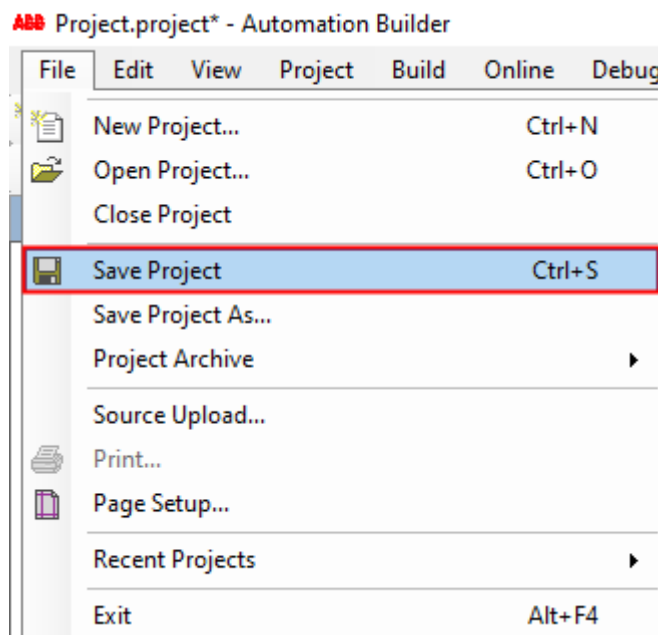 ABB Project.project* - Automation Builder
File Edit View Project Build Online Debug
New Project... Ctrl+N
Open Project... Ctrl+O
Close Project
Save Project Ctrl+S
Save Project As...
Project Archive
Source Upload...
Print...
Page Setup...
Recent Projects
Exit Alt+F4